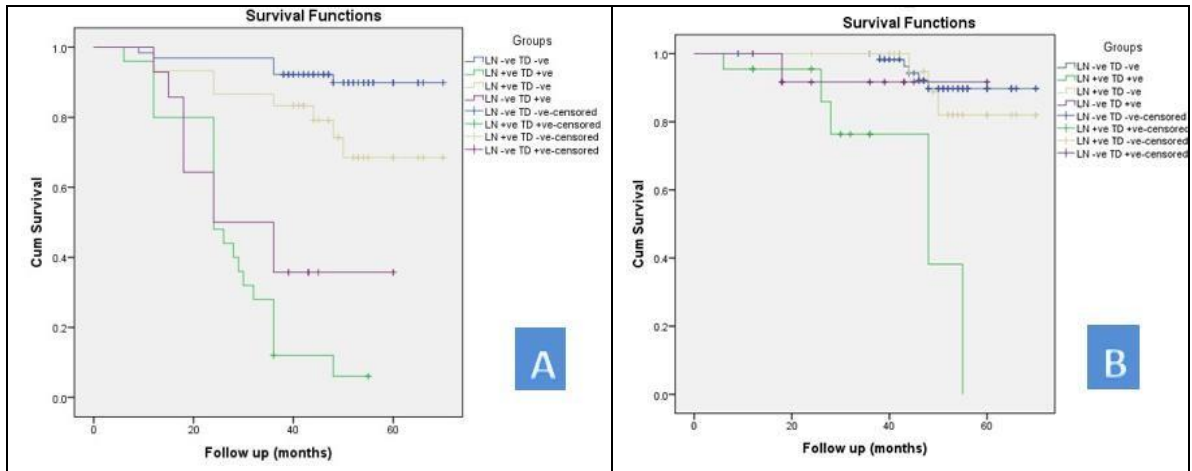 Survival Functions
Groups
LN -ve TD -ve
LN +ve TD +ve
LN +ve TD -ve
LN -ve TD +ve
LN -ve TD -ve-censored
LN +ve TD +ve-censored
LN +ve TD -ve-censored
LN -ve TD +ve-censored
1.0
0.8
0.6
0.4
0.2
0.0
Cum Survival
0 20 40 60
Follow up (months)
A
Survival Functions
Groups
LN -ve TD -ve
LN +ve TD +ve
LN +ve TD -ve
LN -ve TD +ve
LN -ve TD -ve-censored
LN +ve TD +ve-censored
LN +ve TD -ve-censored
LN -ve TD +ve-censored
1.0
0.8
0.6
0.4
0.2
0.0
Cum Survival
0 20 40 60
Follow up (months)
B